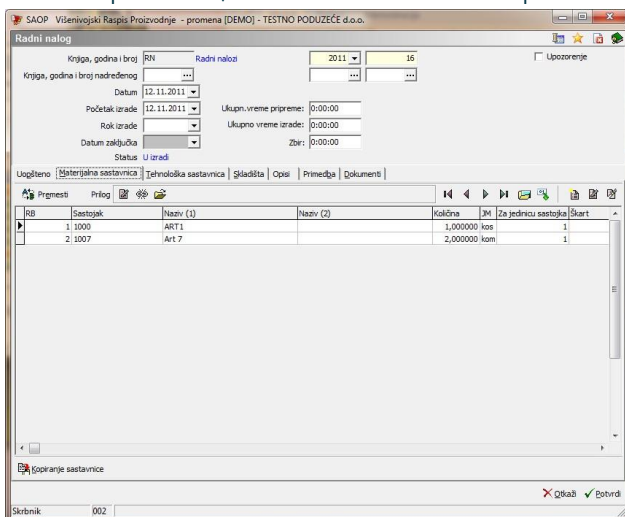 SAOP Višenivojski Raspis Proizvodnje - promena [DEMO] - TESTNO PODUZEĆE d.o.o.
Radni nalog
Knjiga, godina i broj RN Radni nalozi 2011 16 Upozorenje
Knjiga, godina i broj nadređenog ... ... ...
Datum 12.11.2011
Početak izrade 12.11.2011 Ukupn.vreme pripreme: 0:00:00
Rok izrade Ukupno vreme izrade: 0:00:00
Datum zaključka Zbir: 0:00:00
Status U izradi
Uopšteno Materijalna sastavnica Tehnološka sastavnica Skladišta Opisi Primedba Dokumenti
Premesti Prilog
RB Sastojak Naziv (1) Naziv (2) Količina JM Za jedinicu sastojka Škart
1 1000 ART1 1,000000 kos 1
2 1007 Art 7 2,000000 kom 1
Kopiranje sastavnice
Otkaži Potvrdi
Skrbnik 002